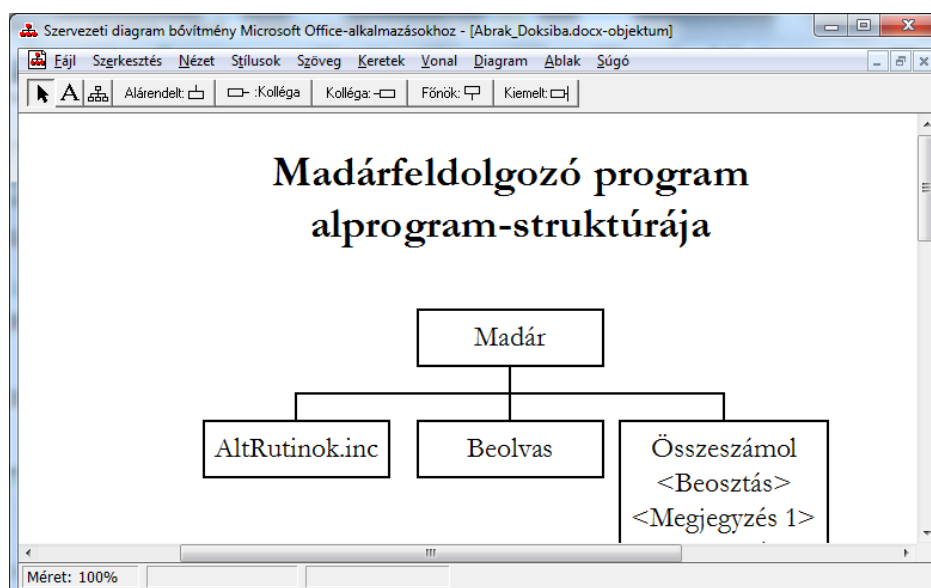 Szervezeti diagram bővítmény Microsoft Office-alkalmazásokhoz - [Abrak_Doksiba.docx-objektum]
Fájl Szerkesztés Nézet Stílusok Szöveg Keretek Vonal Diagram Ablak Súgó
A Alárendelt: :Kolléga Kolléga: Főnök: Kiemelt:
Madárfeldolgozó program
alprogram-struktúrája
Madár
AltRutinok.inc Beolvas Összeszámol
<Beosztás>
<Megjegyzés 1>
Méret: 100%